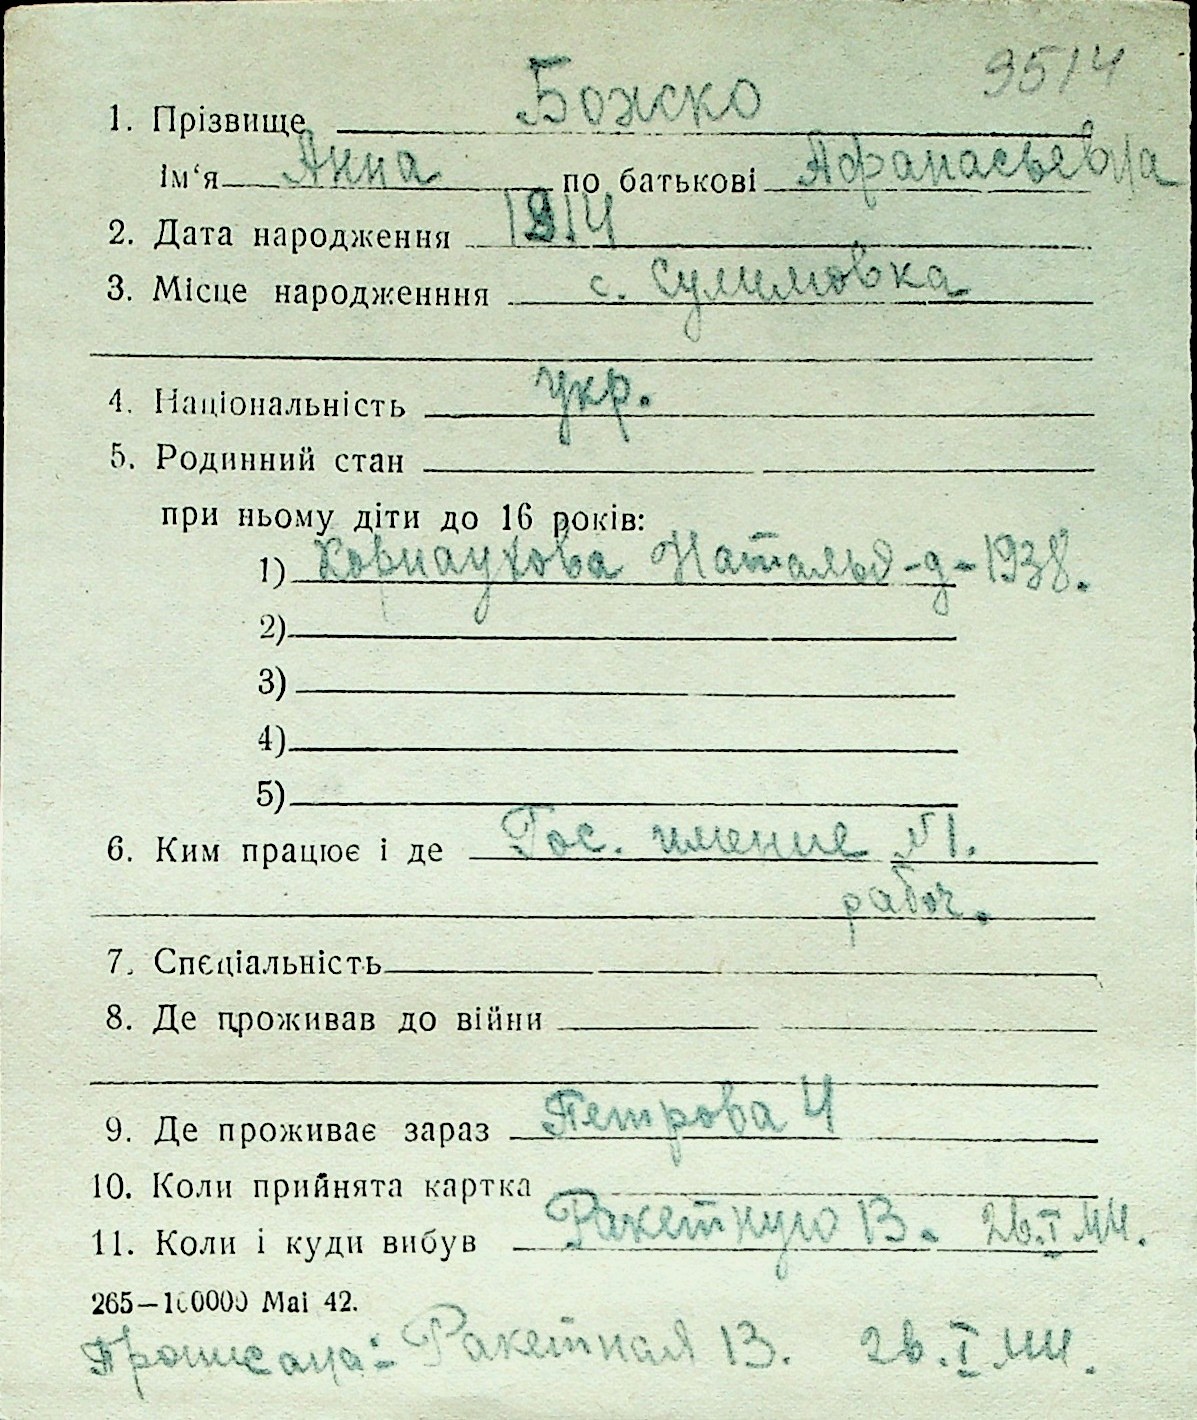 9514
1. Прізвище Божко
Ім‘я Анна по батькові Афанасьевна
2. Дата народження 1914
3. Місце народженння с. Сулимовка
4. Національність укр.
5. Родинний стан
при ньому діти до 16 років:
1) Корнаухова Наталья - д - 1938.
2)
3)
4)
5)
6. Ким працює і де Гос. имение №1.
рабоч.
7. Спеціальність
8. Де проживав до війни
9. Де проживає зараз Петрова 4
10. Коли прийнята картка
11. Коли і куди вибув Ракетную 13. 26.I 44.
265—100000 Mai 42.
Прописана: Ракетная 13. 26.I 44.